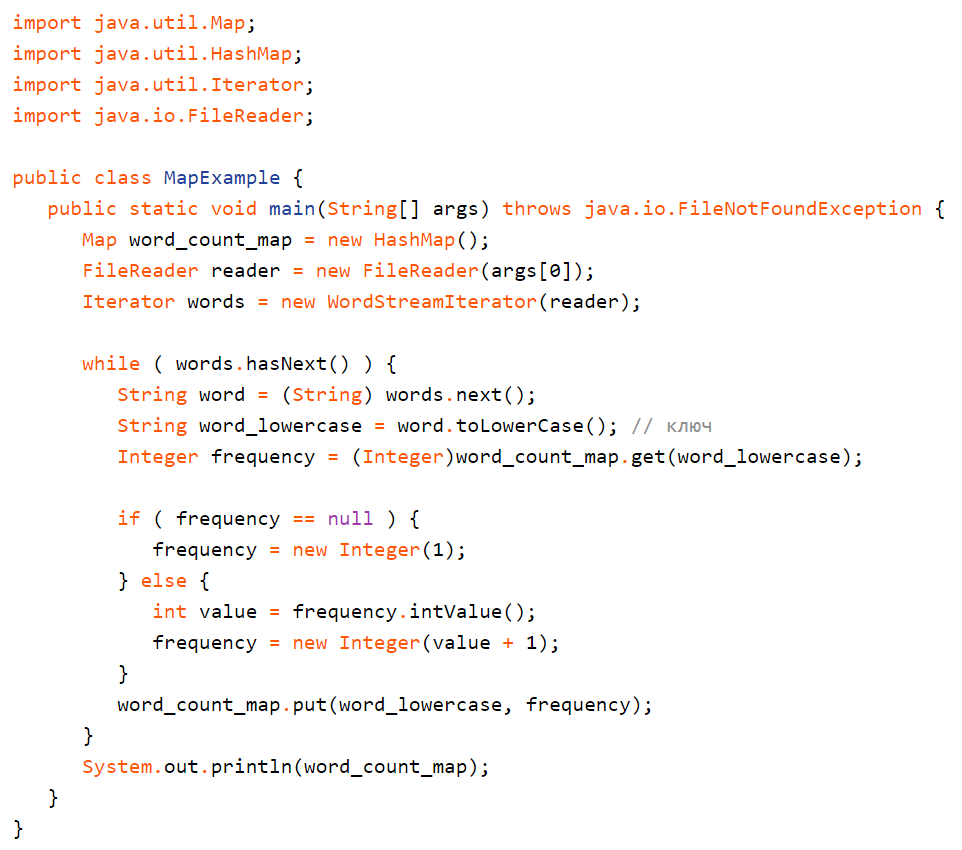 import java.util.Map;
import java.util.HashMap;
import java.util.Iterator;
import java.io.FileReader;

public class MapExample {
   public static void main(String[] args) throws java.io.FileNotFoundException {
      Map word_count_map = new HashMap();
      FileReader reader = new FileReader(args[0]);
      Iterator words = new WordStreamIterator(reader);

      while ( words.hasNext() ) {
         String word = (String) words.next();
         String word_lowercase = word.toLowerCase(); // ключ
         Integer frequency = (Integer)word_count_map.get(word_lowercase);

         if ( frequency == null ) {
            frequency = new Integer(1);
         } else {
            int value = frequency.intValue();
            frequency = new Integer(value + 1);
         }
         word_count_map.put(word_lowercase, frequency);
      }
      System.out.println(word_count_map);
   }
}